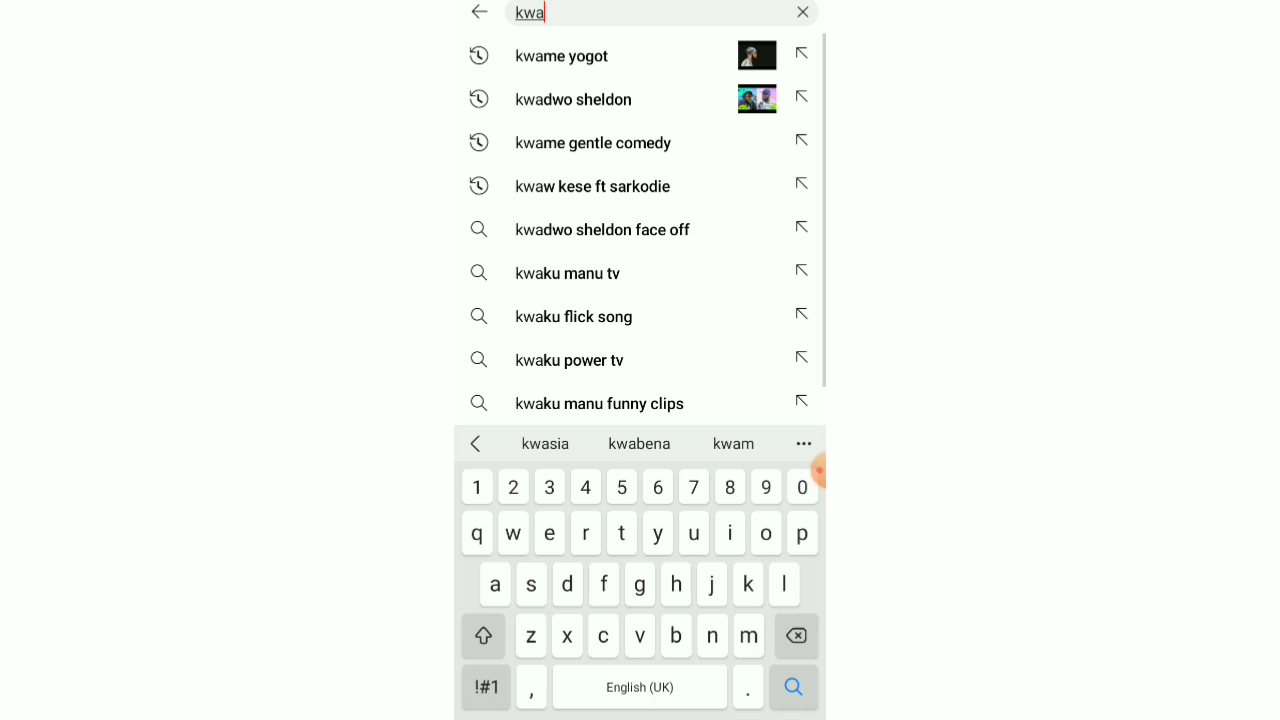 kwa
kwame yogot
kwadwo sheldon
kwame gentle comedy
kwaw kese ft sarkodie
kwadwo sheldon face off
kwaku manu tv
kwaku flick song
kwaku power tv
kwaku manu funny clips
kwasia kwabena kwam
1 2 3 4 5 6 7 8 9 0
q w e r t y u i o p
a s d f g h j k l
z x c v b n m
!#1 , English (UK) .